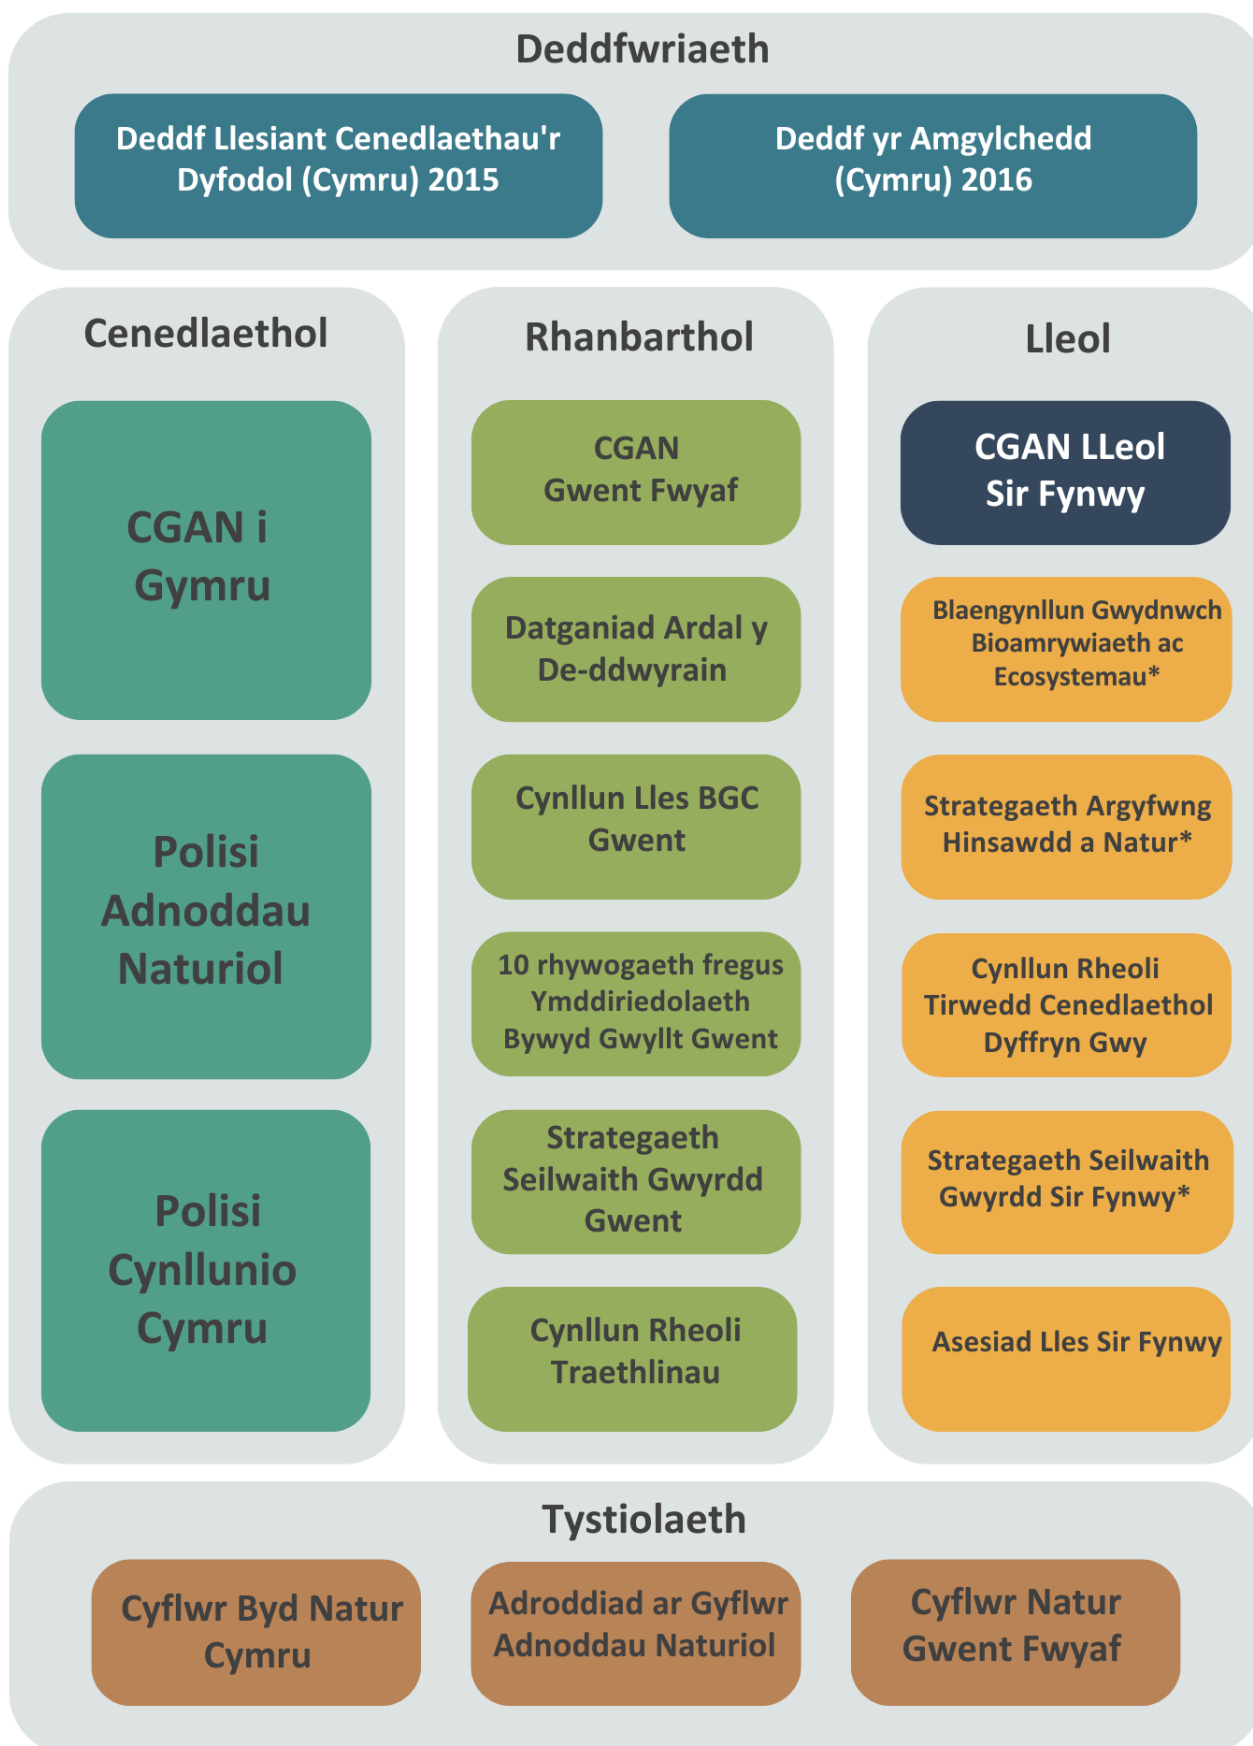 Deddfwriaeth
Deddf Llesiant Cenedlaethau'r
Dyfodol (Cymru) 2015
Deddf yr Amgylchedd
(Cymru) 2016
Cenedlaethol
CGAN i
Gymru
Polisi
Adnoddau
Naturiol
Polisi
Cynllunio
Cymru
Rhanbarthol
CGAN
Gwent Fwyaf
Datganiad Ardal y
De-ddwyrain
Cynllun Lles BGC
Gwent
10 rhywogaeth fregus
Ymddiriedolaeth
Bywyd Gwyllt Gwent
Strategaeth
Seilwaith Gwyrdd
Gwent
Cynllun Rheoli
Traethlinau
Lleol
CGAN LLeol
Sir Fynwy
Blaengynllun Gwydnwch
Bioamrywiaeth ac
Ecosystemau*
Strategaeth Argyfwng
Hinsawdd a Natur*
Cynllun Rheoli
Tirwedd Cenedlaethol
Dyffryn Gwy
Strategaeth Seilwaith
Gwyrdd Sir Fynwy*
Asesiad Lles Sir Fynwy
Tystiolaeth
Cyflwr Byd Natur
Cymru
Adroddiad ar Gyflwr
Adnoddau Naturiol
Cyflwr Natur
Gwent Fwyaf